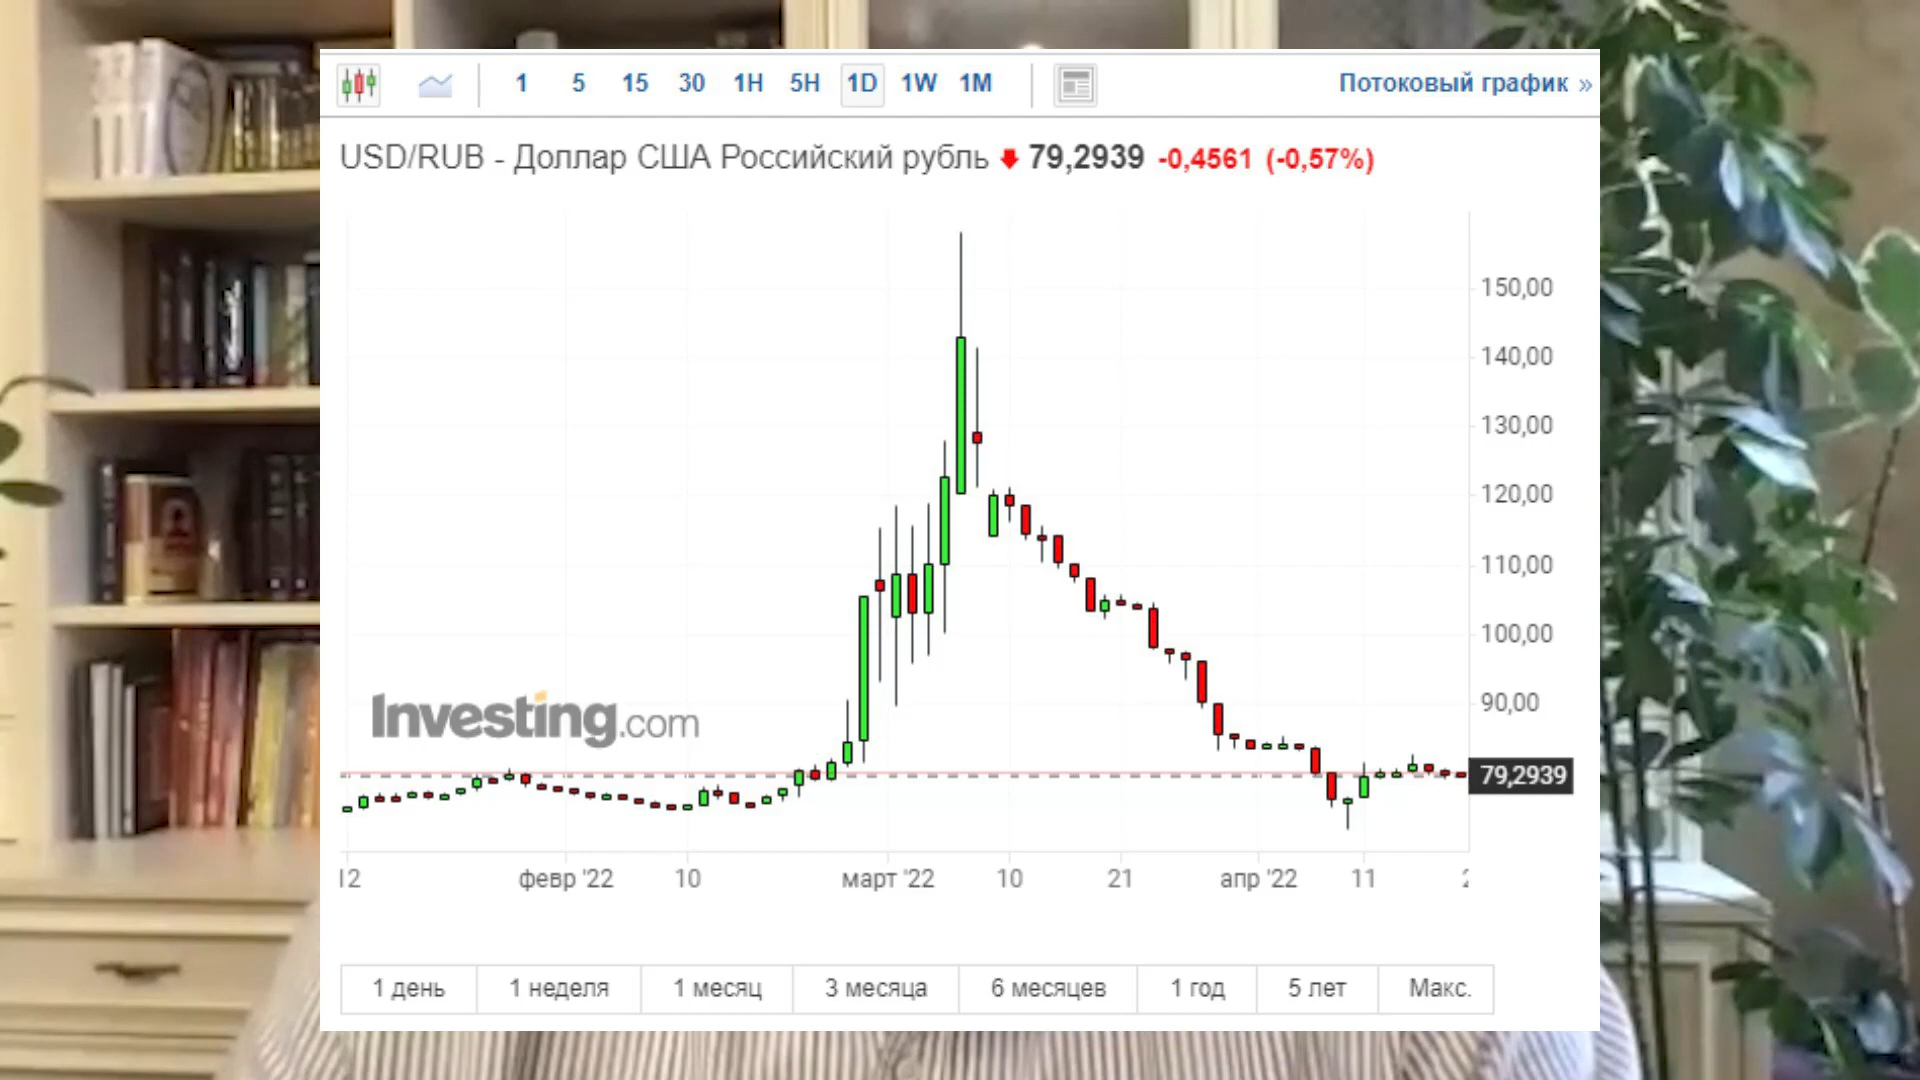 1 5 15 30 1H 5H 1D 1W 1M Потоковый график »
USD/RUB - Доллар США Российский рубль 79,2939 -0,4561 (-0,57%)
150,00
140,00
130,00
120,00
110,00
100,00
90,00
Investing.com
79,2939
12 февр '22 10 март '22 10 21 апр '22 11
1 день 1 неделя 1 месяц 3 месяца 6 месяцев 1 год 5 лет Макс.